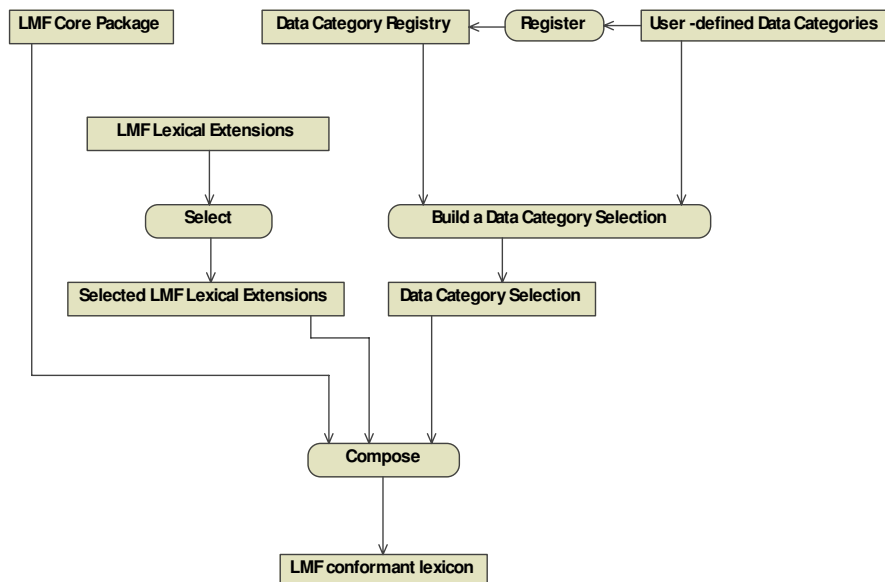 LMF Core Package
Data Category Registry
Register
User -defined Data Categories
LMF Lexical Extensions
Select
Build a Data Category Selection
Selected LMF Lexical Extensions
Data Category Selection
Compose
LMF conformant lexicon